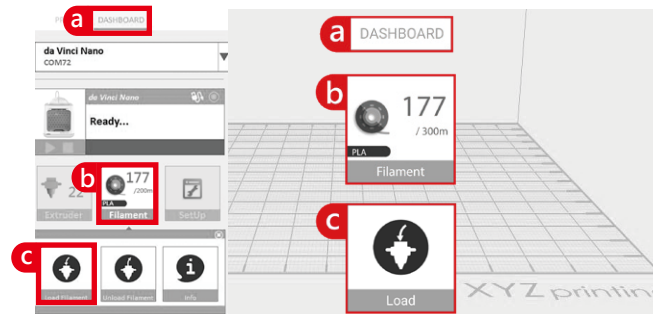 a
DASHBOARD
da Vinci Nano
COM72
da Vinci Nano
Ready...
22
Extruder
b
177
/200m
PLA
Filament
SetUp
c
Load Filament
Unload Filament
Info
a
DASHBOARD
b
177
/ 300m
PLA
Filament
c
Load
XYZ printin